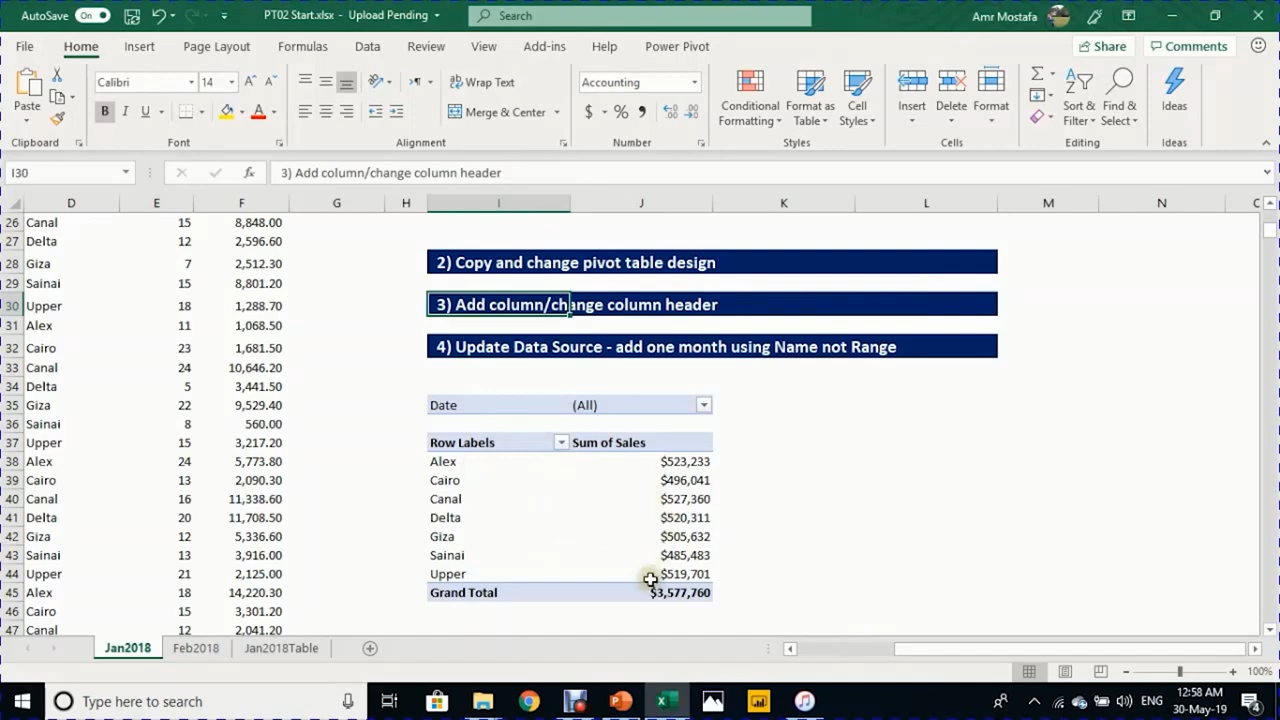 AutoSave On PT02 Start.xlsx - Upload Pending Search Amr Mostafa
File Home Insert Page Layout Formulas Data Review View Add-ins Help Power Pivot Share Comments
Calibri 14 Wrap Text Accounting
Paste B I U Merge & Center $ % , Conditional Formatting Format as Table Cell Styles Insert Delete Format Sort & Filter Find & Select Ideas
Clipboard Font Alignment Number Styles Cells Editing Ideas
I30 fx 3) Add column/change column header
D E F G H I J K L M N
26 Canal 15 8,848.00
27 Delta 12 2,596.60
28 Giza 7 2,512.30 2) Copy and change pivot table design
29 Sainai 15 8,801.20
30 Upper 18 1,288.70 3) Add column/change column header
31 Alex 11 1,068.50
32 Cairo 23 1,681.50 4) Update Data Source - add one month using Name not Range
33 Canal 24 10,646.20
34 Delta 5 3,441.50
35 Giza 22 9,529.40 Date (All)
36 Sainai 8 560.00
37 Upper 15 3,217.20 Row Labels Sum of Sales
38 Alex 24 5,773.80 Alex $523,233
39 Cairo 13 2,090.30 Cairo $496,041
40 Canal 16 11,338.60 Canal $527,360
41 Delta 20 11,708.50 Delta $520,311
42 Giza 12 5,336.60 Giza $505,632
43 Sainai 13 3,916.00 Sainai $485,483
44 Upper 21 2,125.00 Upper $519,701
45 Alex 18 14,220.30 Grand Total $3,577,760
46 Cairo 15 3,301.20
47 Canal 12 2,041.20
Jan2018 Feb2018 Jan2018Table
100%
Type here to search ENG 12:58 AM
30-May-19 4